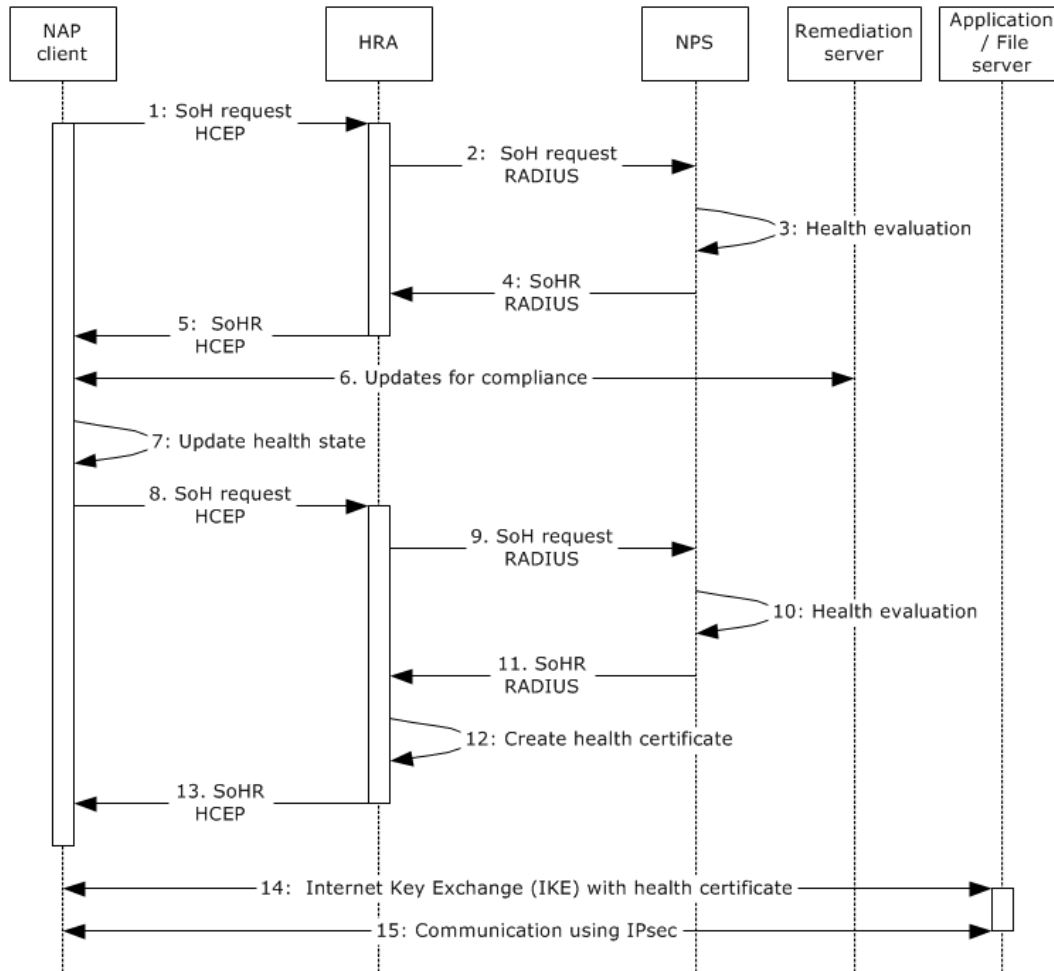 NAP
client
HRA
NPS
Remediation
server
Application
/ File
server
1: SoH request
HCEP
2: SoH request
RADIUS
3: Health evaluation
4: SoHR
RADIUS
5: SoHR
HCEP
6. Updates for compliance
7: Update health state
8. SoH request
HCEP
9. SoH request
RADIUS
10: Health evaluation
11. SoHR
RADIUS
12: Create health certificate
13. SoHR
HCEP
14: Internet Key Exchange (IKE) with health certificate
15: Communication using IPsec